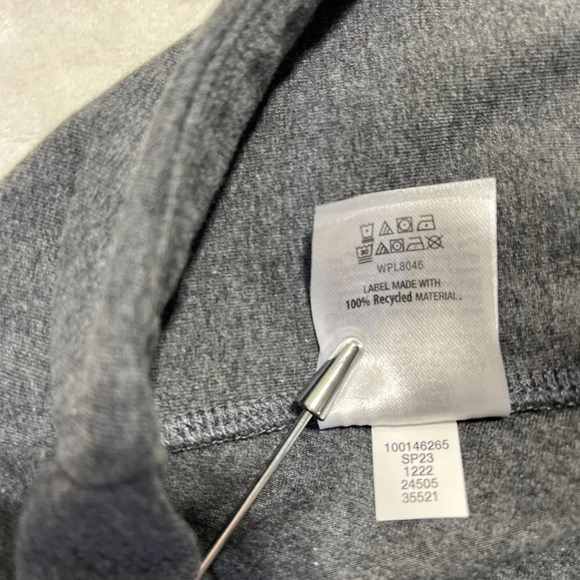 WPL8046
LABEL MADE WITH
100% Recycled MATERIAL.
100146265
SP23
1222
24505
35521